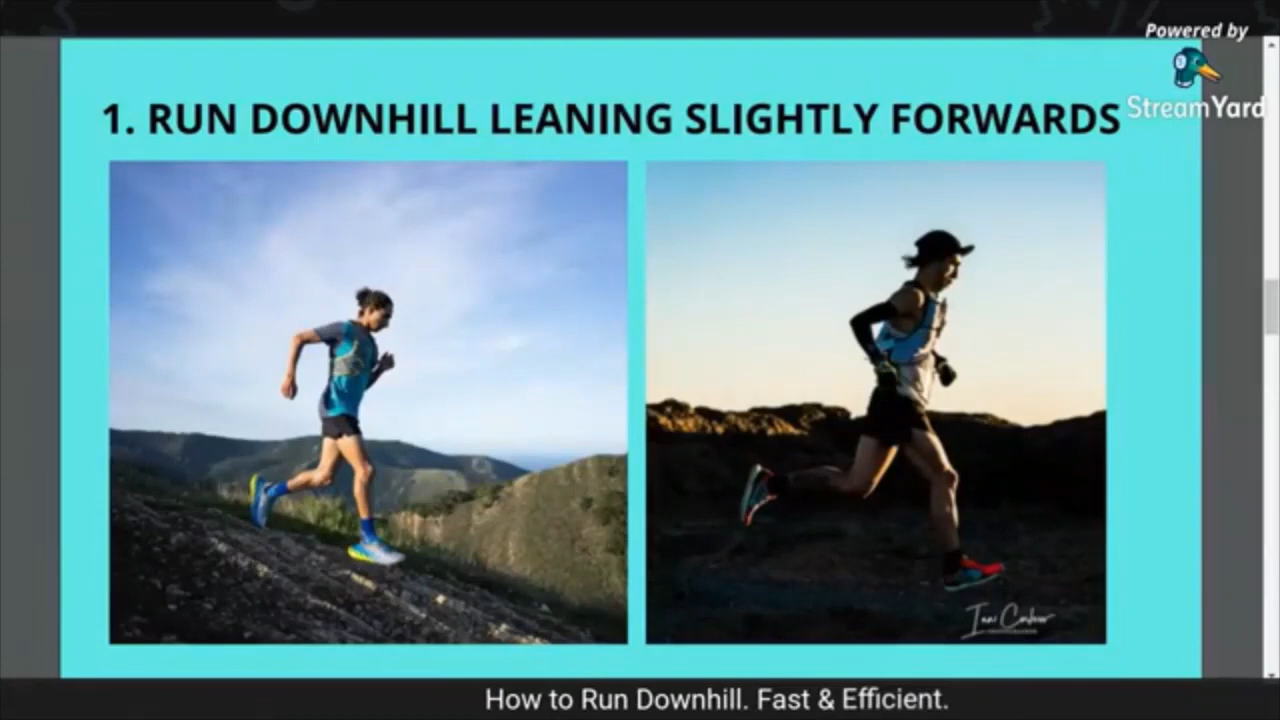 Powered by
StreamYard
1. RUN DOWNHILL LEANING SLIGHTLY FORWARDS
How to Run Downhill. Fast & Efficient.